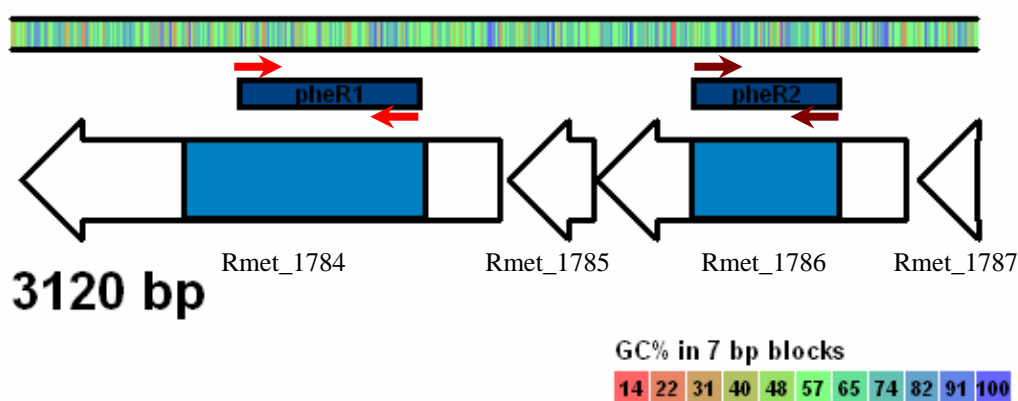 pheR1 pheR2
Rmet_1784 Rmet_1785 Rmet_1786 Rmet_1787
3120 bp
GC% in 7 bp blocks
14 22 31 40 48 57 65 74 82 91 100